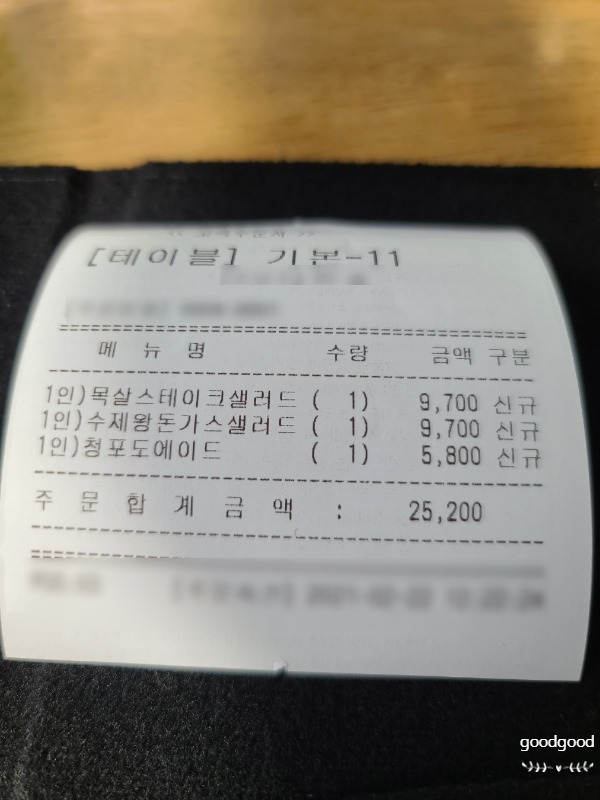 [테이블] 기본-11
메 뉴 명 수량 금액 구분
1인)목살스테이크샐러드 ( 1) 9,700 신규
1인)수제왕돈가스샐러드 ( 1) 9,700 신규
1인)청포도에이드 ( 1) 5,800 신규
주 문 합 계 금 액 : 25,200
goodgood